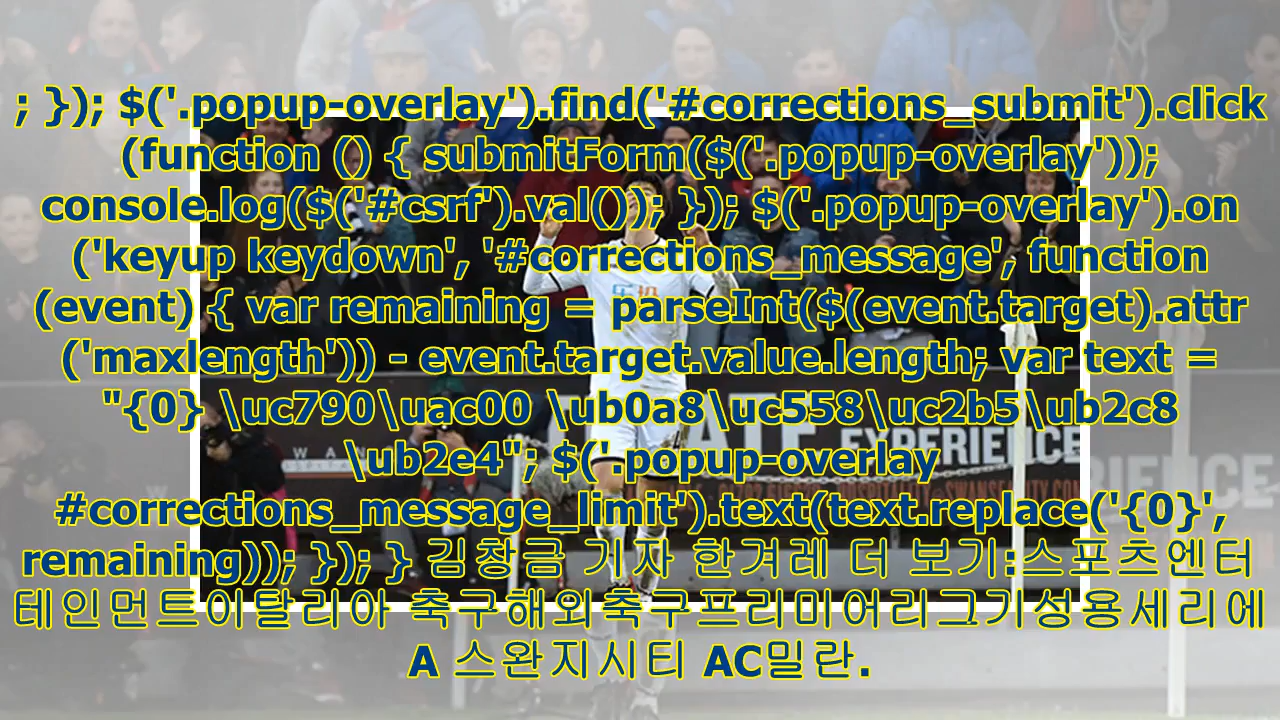 ; }); $('.popup-overlay').find('#corrections_submit').click
(function () { submitForm($('.popup-overlay'));
console.log($('#csrf').val()); }); $('.popup-overlay').on
('keyup keydown', '#corrections_message', function
(event) { var remaining = parseInt($(event.target).attr
('maxlength')) - event.target.value.length; var text =
"{0} \uc790\uac00 \ub0a8\uc558\uc2b5\ub2c8
\ub2e4"; $('.popup-overlay
#corrections_message_limit').text(text.replace('{0}',
remaining)); }); } 김창금 기자 한겨레 더 보기:스포츠엔터
테인먼트이탈리아 축구해외축구프리미어리그기성용세리에
A 스완지시티 AC밀란.
EXPERIENCE